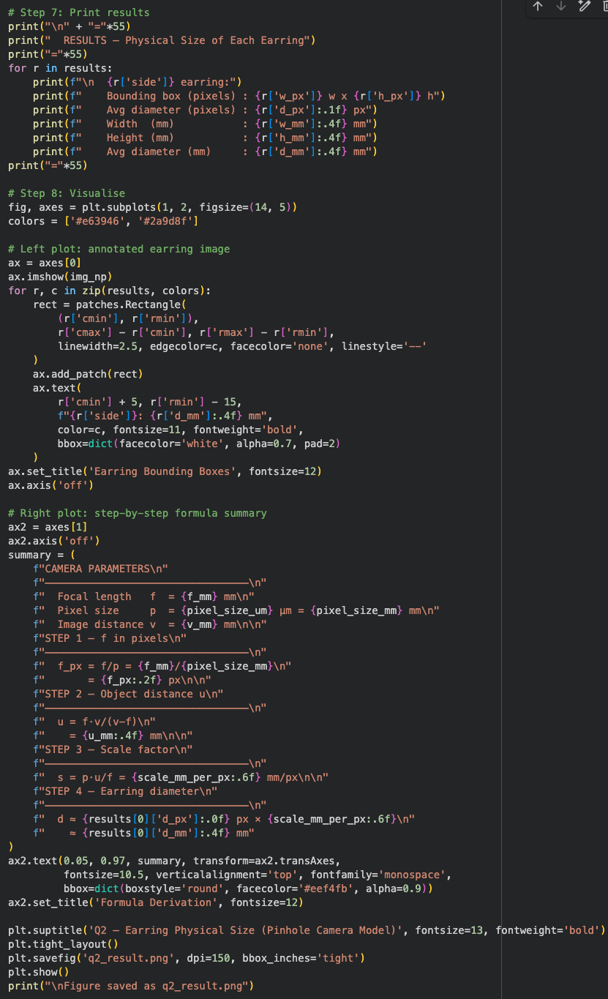 # Step 7: Print results
print("\n" + "="*55)
print("  RESULTS — Physical Size of Each Earring")
print("="*55)
for r in results:
    print(f"\n  {r['side']} earring:")
    print(f"    Bounding box (pixels) : {r['w_px']} w x {r['h_px']} h")
    print(f"    Avg diameter (pixels) : {r['d_px']:.1f} px")
    print(f"    Width  (mm)           : {r['w_mm']:.4f} mm")
    print(f"    Height (mm)           : {r['h_mm']:.4f} mm")
    print(f"    Avg diameter (mm)     : {r['d_mm']:.4f} mm")
print("="*55)

# Step 8: Visualise
fig, axes = plt.subplots(1, 2, figsize=(14, 5))
colors = ['#e63946', '#2a9d8f']

# Left plot: annotated earring image
ax = axes[0]
ax.imshow(img_np)
for r, c in zip(results, colors):
    rect = patches.Rectangle(
        (r['cmin'], r['rmin']),
        r['cmax'] - r['cmin'], r['rmax'] - r['rmin'],
        linewidth=2.5, edgecolor=c, facecolor='none', linestyle='--'
    )
    ax.add_patch(rect)
    ax.text(
        r['cmin'] + 5, r['rmin'] - 15,
        f"{r['side']}: {r['d_mm']:.4f} mm",
        color=c, fontsize=11, fontweight='bold',
        bbox=dict(facecolor='white', alpha=0.7, pad=2)
    )
ax.set_title('Earring Bounding Boxes', fontsize=12)
ax.axis('off')

# Right plot: step-by-step formula summary
ax2 = axes[1]
ax2.axis('off')
summary = (
    f"CAMERA PARAMETERS\n"
    f"─────────────────────────────────\n"
    f"  Focal length   f  = {f_mm} mm\n"
    f"  Pixel size     p  = {pixel_size_um} μm = {pixel_size_mm} mm\n"
    f"  Image distance v  = {v_mm} mm\n\n"
    f"STEP 1 — f in pixels\n"
    f"─────────────────────────────────\n"
    f"  f_px = f/p = {f_mm}/{pixel_size_mm}\n"
    f"       = {f_px:.2f} px\n\n"
    f"STEP 2 — Object distance u\n"
    f"─────────────────────────────────\n"
    f"  u = f·v/(v-f)\n"
    f"    = {u_mm:.4f} mm\n\n"
    f"STEP 3 — Scale factor\n"
    f"─────────────────────────────────\n"
    f"  s = p·u/f = {scale_mm_per_px:.6f} mm/px\n\n"
    f"STEP 4 — Earring diameter\n"
    f"─────────────────────────────────\n"
    f"  d ≈ {results[0]['d_px']:.0f} px × {scale_mm_per_px:.6f}\n"
    f"    ≈ {results[0]['d_mm']:.4f} mm"
)
ax2.text(0.05, 0.97, summary, transform=ax2.transAxes,
         fontsize=10.5, verticalalignment='top', fontfamily='monospace',
         bbox=dict(boxstyle='round', facecolor='#eef4fb', alpha=0.9))
ax2.set_title('Formula Derivation', fontsize=12)

plt.suptitle('Q2 — Earring Physical Size (Pinhole Camera Model)', fontsize=13, fontweight='bold')
plt.tight_layout()
plt.savefig('q2_result.png', dpi=150, bbox_inches='tight')
plt.show()
print("\nFigure saved as q2_result.png")